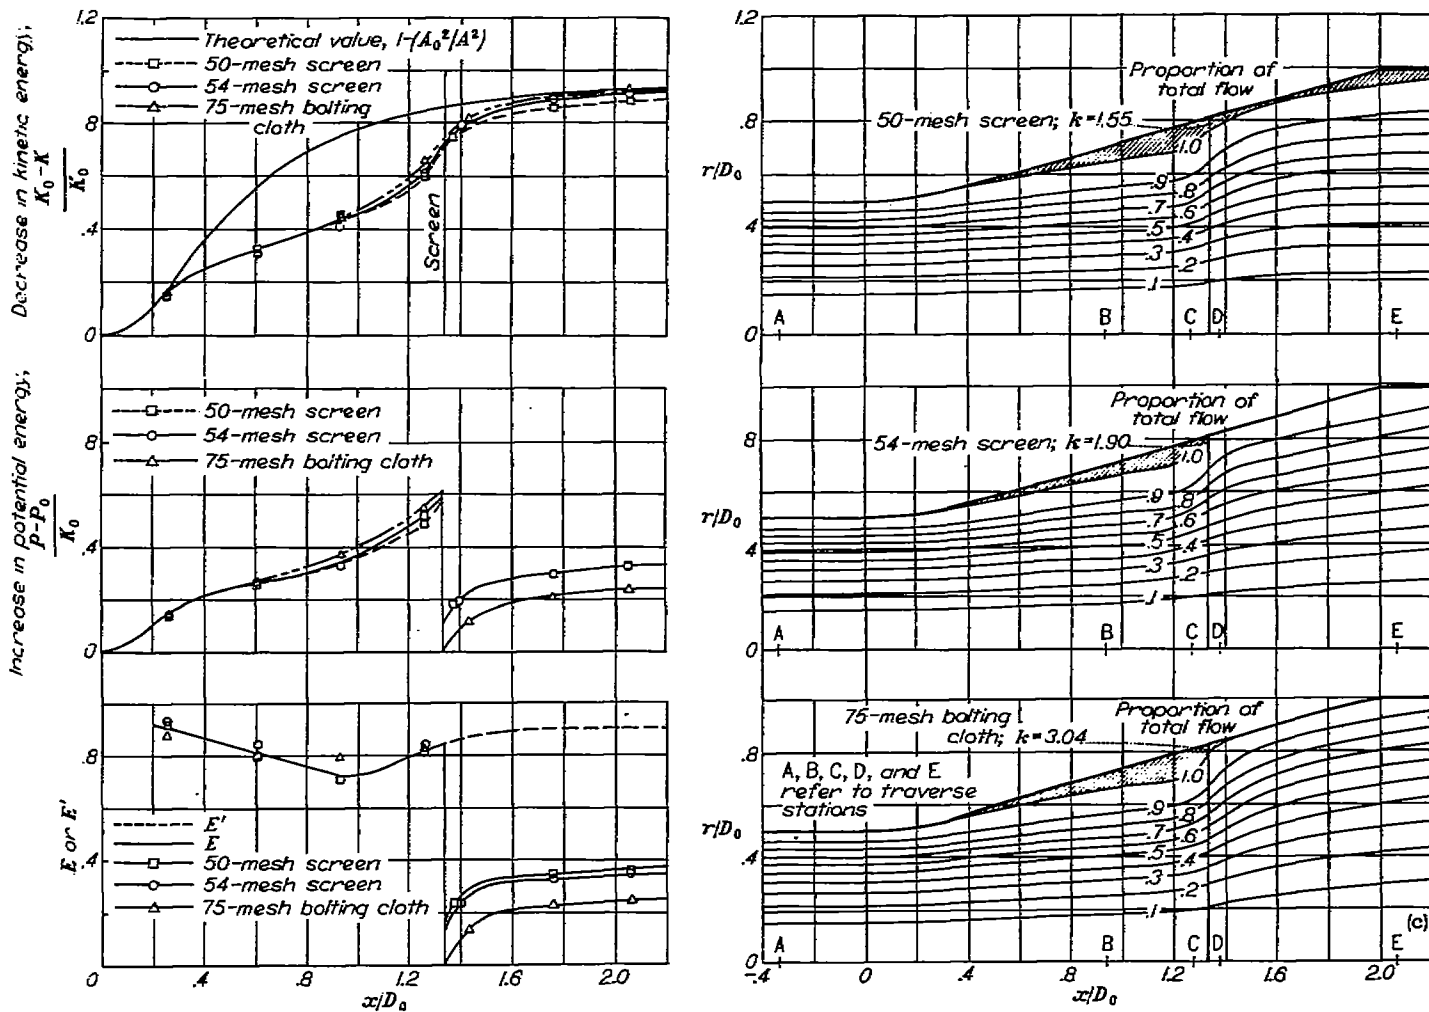 Decrease in kinetic energy,
K₀-K
K₀
1.2
.8
.4
0
Theoretical value, 1-(A₀²/A²)
50-mesh screen
54-mesh screen
75-mesh bolting
cloth
Screen
Increase in potential energy,
p-p₀
K₀
.8
.4
0
50-mesh screen
54-mesh screen
75-mesh bolting cloth
E or E'
.8
.4
0
E'
E
50-mesh screen
54-mesh screen
75-mesh bolting cloth
0 .4 .8 1.2 1.6 2.0
x/D₀
1.2
.8
r/D₀
.4
0
Proportion of
total flow
50-mesh screen; k=1.55
1.0
.9 .8
.7 .6
.5 .4
.3 .2
.1
A B C D E
.8
r/D₀
.4
0
Proportion of
total flow
54-mesh screen; k=1.90
1.0
.9 .8
.7 .6
.5 .4
.3 .2
.1
A B C D E
.8
r/D₀
.4
0
75-mesh bolting
cloth; k=3.04
Proportion of
total flow
A, B, C, D, and E
refer to traverse
stations
1.0
.9 .8
.7 .6
.5 .4
.3 .2
.1
(c)
A B C D E
-.4 0 .4 .8 1.2 1.6 2.0
x/D₀